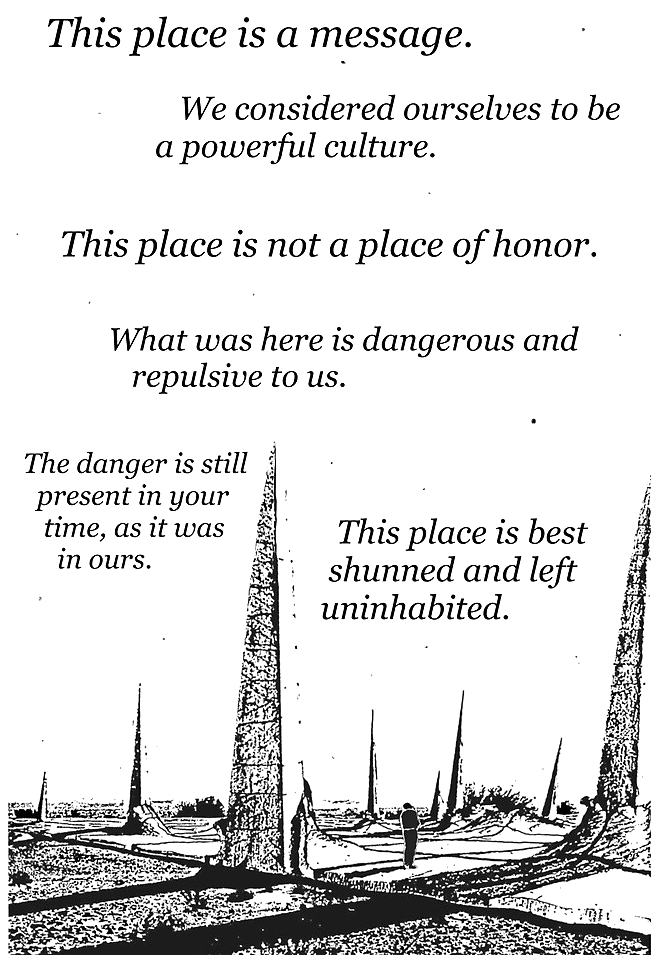 This place is a message.
We considered ourselves to be
a powerful culture.
This place is not a place of honor.
What was here is dangerous and
repulsive to us.
The danger is still
present in your
time, as it was
in ours.
This place is best
shunned and left
uninhabited.